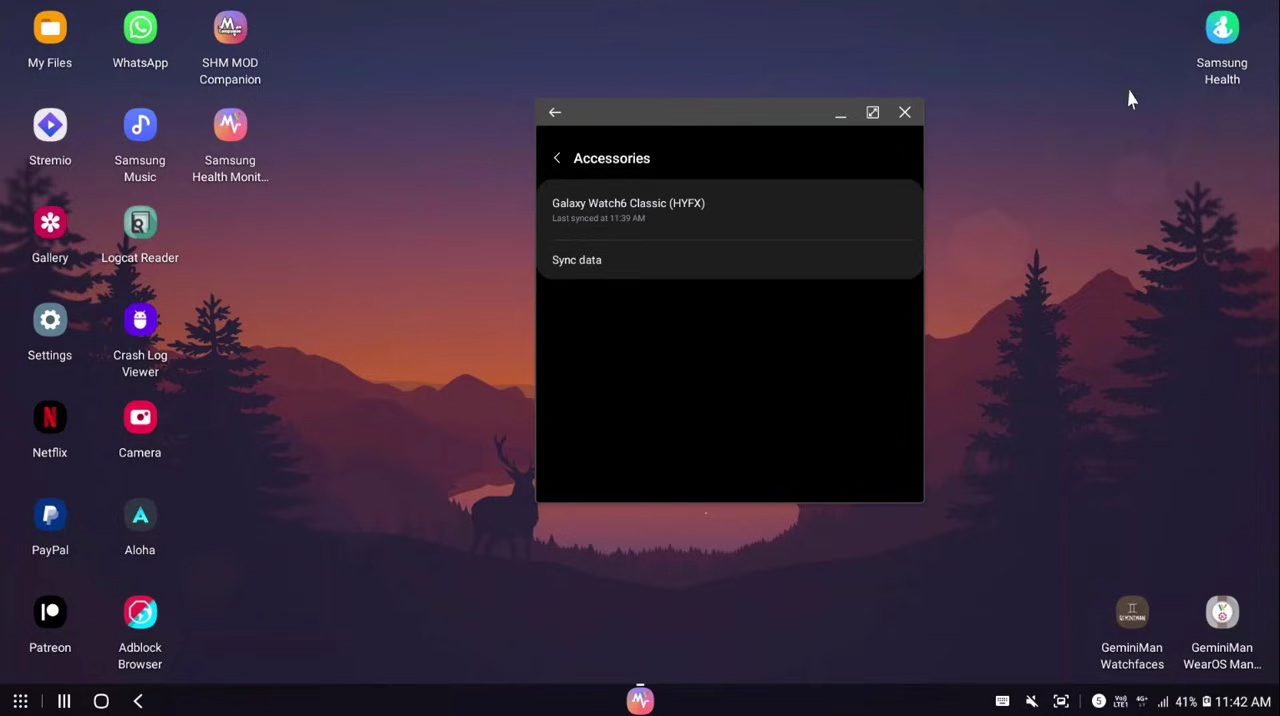 My Files
WhatsApp
SHM MOD
Companion
Samsung
Health
Stremio
Samsung
Music
Samsung
Health Monit...
Accessories
Galaxy Watch6 Classic (HYFX)
Last synced at 11:39 AM
Sync data
Gallery
Logcat Reader
Settings
Crash Log
Viewer
Netflix
Camera
PayPal
Aloha
Patreon
Adblock
Browser
GeminiMan
Watchfaces
GeminiMan
WearOS Man...
5
41%
11:42 AM